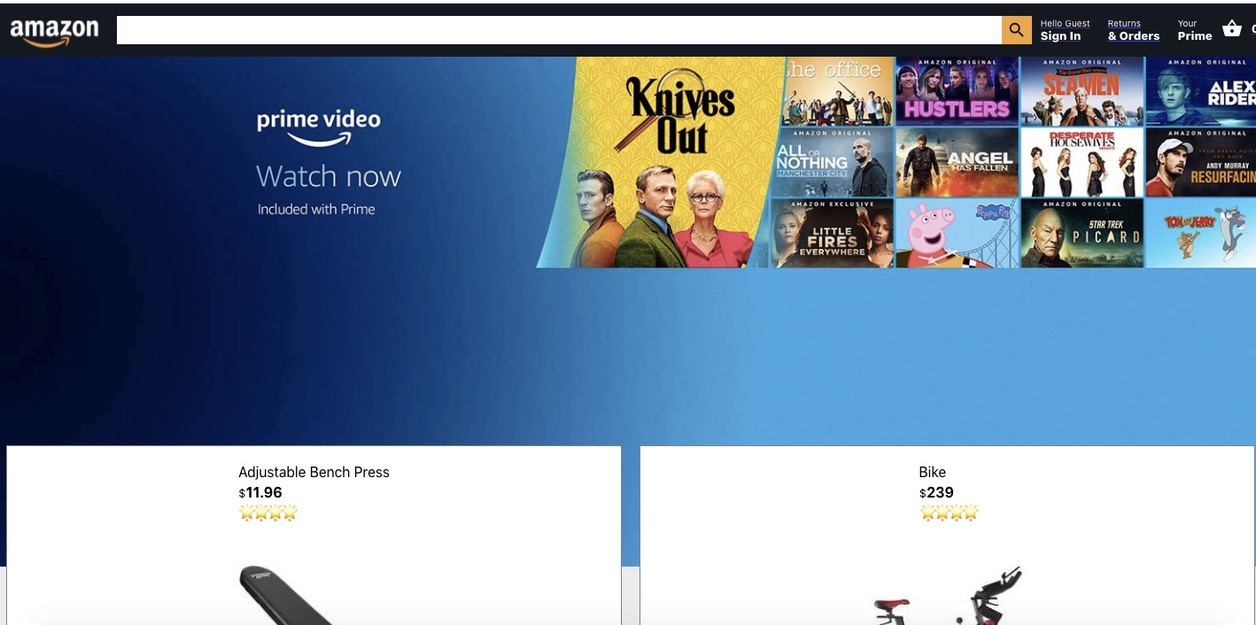 amazon
Hello Guest
Sign In
Returns
& Orders
Your
Prime
prime video
Watch now
Included with Prime
Knives
Out
the office
AMAZON ORIGINAL
HUSTLERS
AMAZON ORIGINAL
The Grand Tour
SEAMEN
AMAZON ORIGINAL
ALEX
RIDER
AMAZON ORIGINAL
ALL OR
NOTHING
MANCHESTER CITY
ANGEL
HAS FALLEN
DESPERATE
HOUSEWIVES
AMAZON ORIGINAL
ANDY MURRAY
RESURFACIN
AMAZON EXCLUSIVE
LITTLE
FIRES
EVERYWHERE
Peppa Pig
AMAZON ORIGINAL
STAR TREK
PICARD
TOM AND JERRY
Adjustable Bench Press
$11.96
Bike
$239